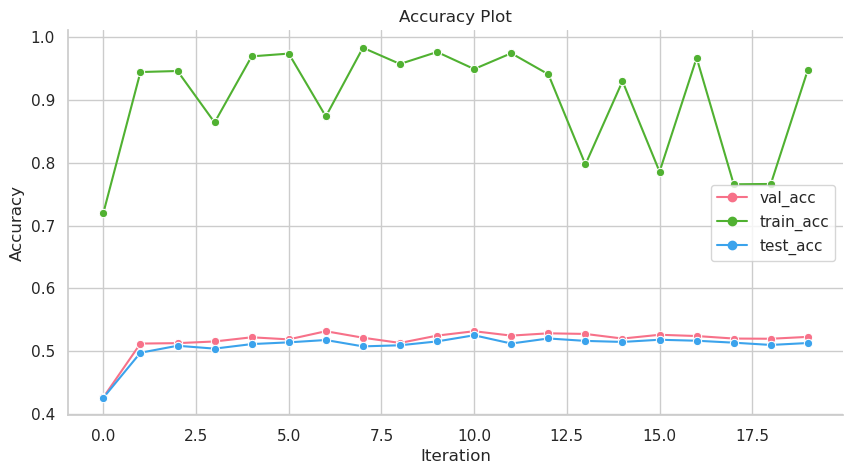 Accuracy Plot
1.0
0.9
0.8
0.7
0.6
0.5
0.4
Accuracy
val_acc
train_acc
test_acc
0.0 2.5 5.0 7.5 10.0 12.5 15.0 17.5
Iteration